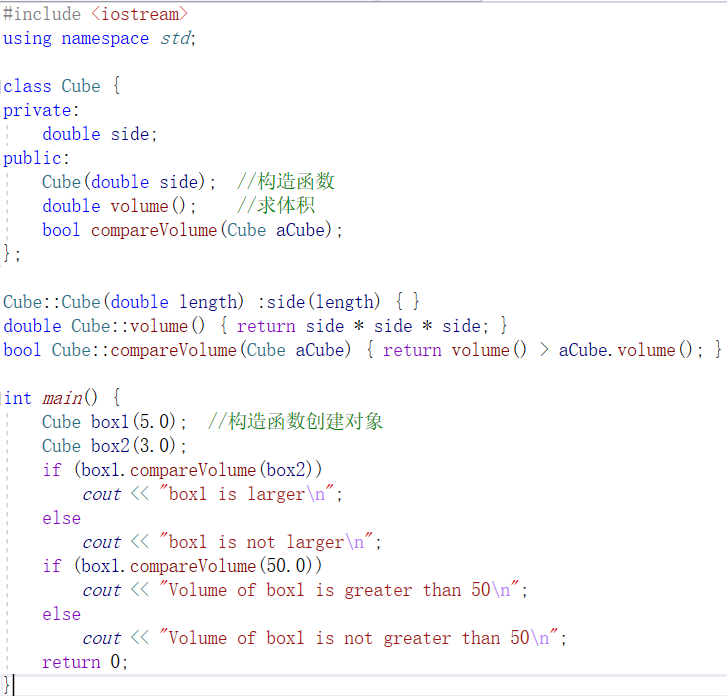 #include <iostream>
using namespace std;
class Cube {
private:
    double side;
public:
    Cube(double side);  //构造函数
    double volume();    //求体积
    bool compareVolume(Cube aCube);
};
Cube::Cube(double length) :side(length) { }
double Cube::volume() { return side * side * side; }
bool Cube::compareVolume(Cube aCube) { return volume() > aCube.volume(); }
int main() {
    Cube box1(5.0);  //构造函数创建对象
    Cube box2(3.0);
    if (box1.compareVolume(box2))
        cout << "box1 is larger\n";
    else
        cout << "box1 is not larger\n";
    if (box1.compareVolume(50.0))
        cout << "Volume of box1 is greater than 50\n";
    else
        cout << "Volume of box1 is not greater than 50\n";
    return 0;
}